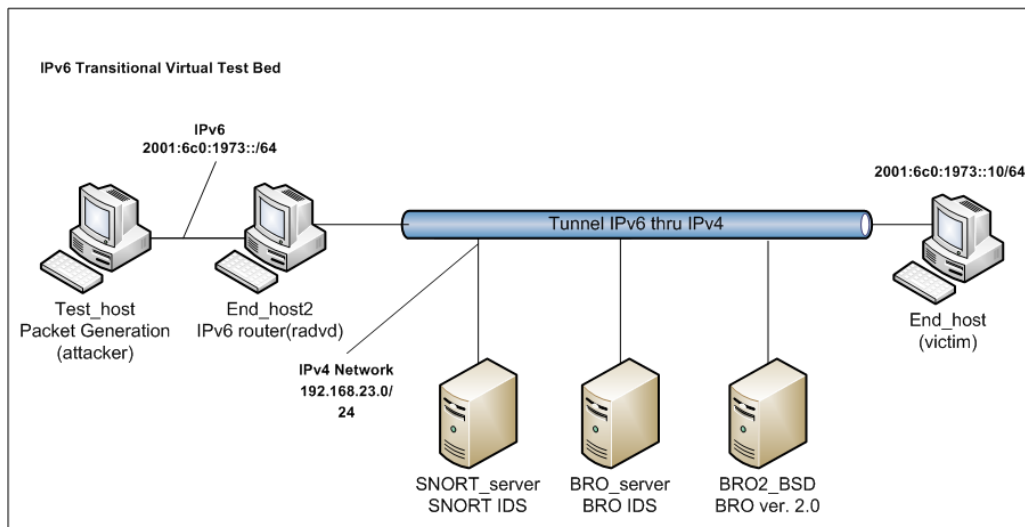 IPv6 Transitional Virtual Test Bed
IPv6
2001:6c0:1973::/64
2001:6c0:1973::10/64
Tunnel IPv6 thru IPv4
Test_host
Packet Generation
(attacker)
End_host2
IPv6 router(radvd)
End_host
(victim)
IPv4 Network
192.168.23.0/
24
SNORT_server
SNORT IDS
BRO_server
BRO IDS
BRO2_BSD
BRO ver. 2.0